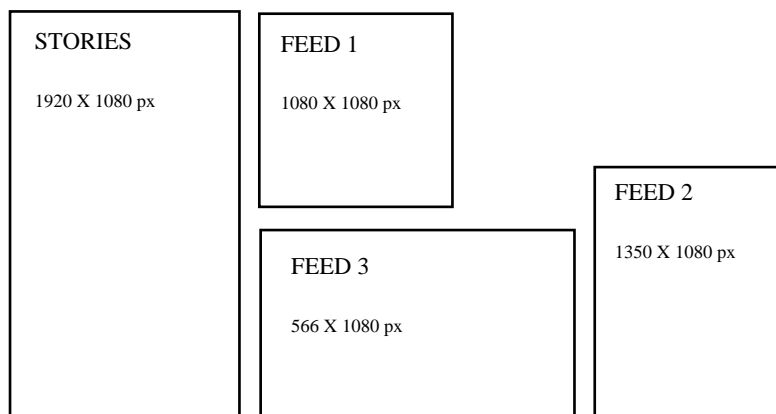 STORIES
1920 X 1080 px
FEED 1
1080 X 1080 px
FEED 3
566 X 1080 px
FEED 2
1350 X 1080 px